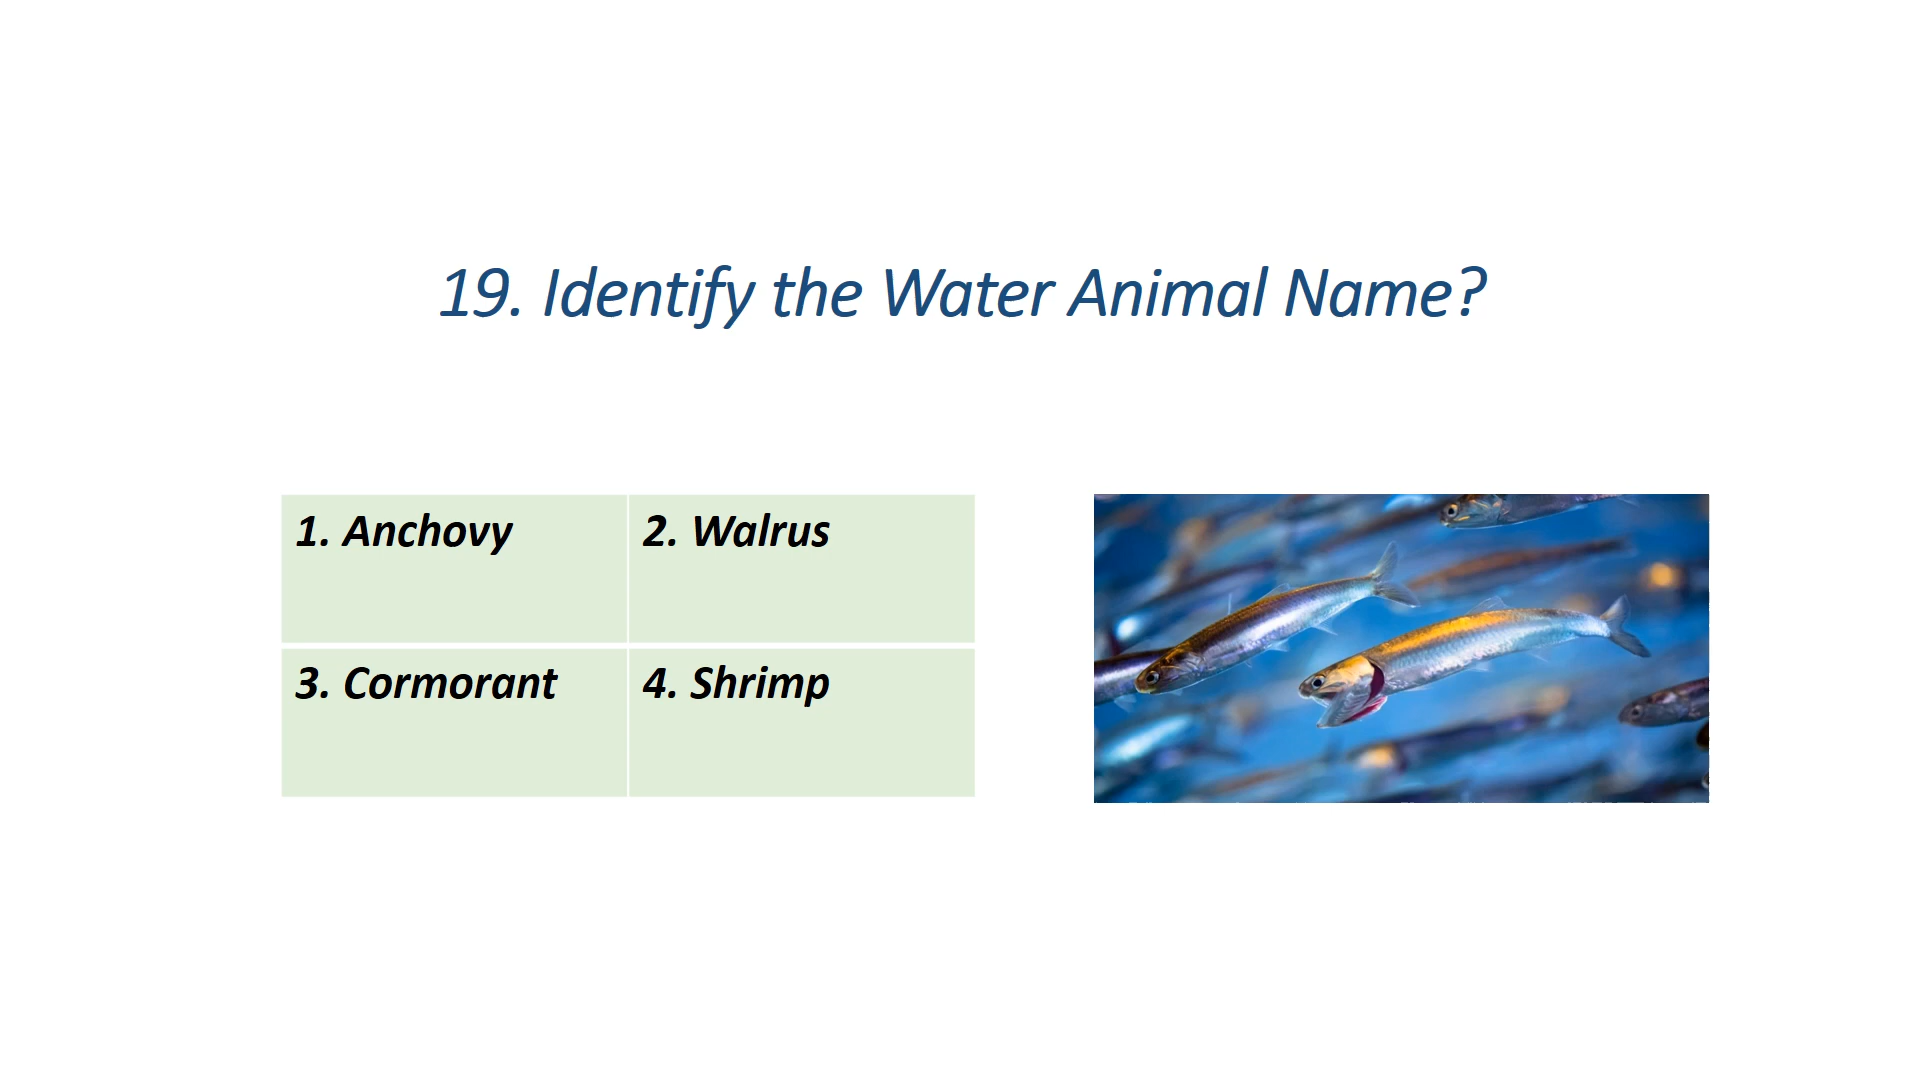 19. Identify the Water Animal Name?
1. Anchovy
2. Walrus
3. Cormorant
4. Shrimp